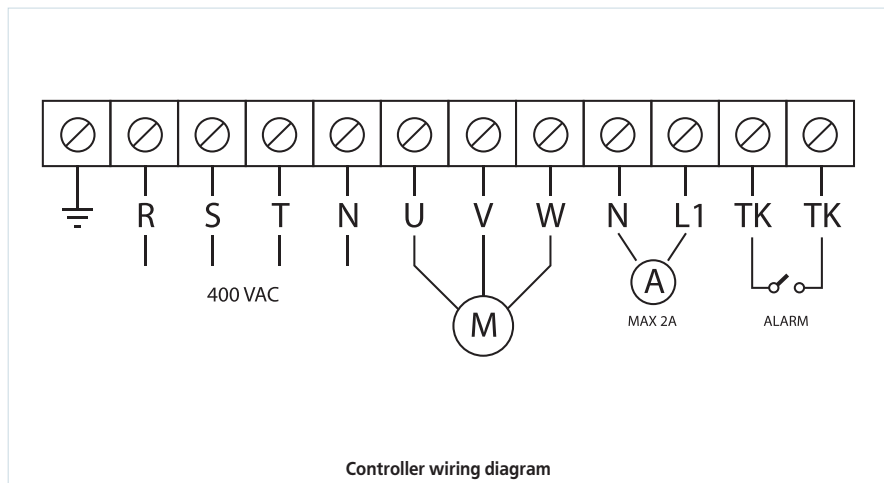 R S T N U V W N L1 TK TK
400 VAC
A
M
MAX 2A
ALARM
Controller wiring diagram